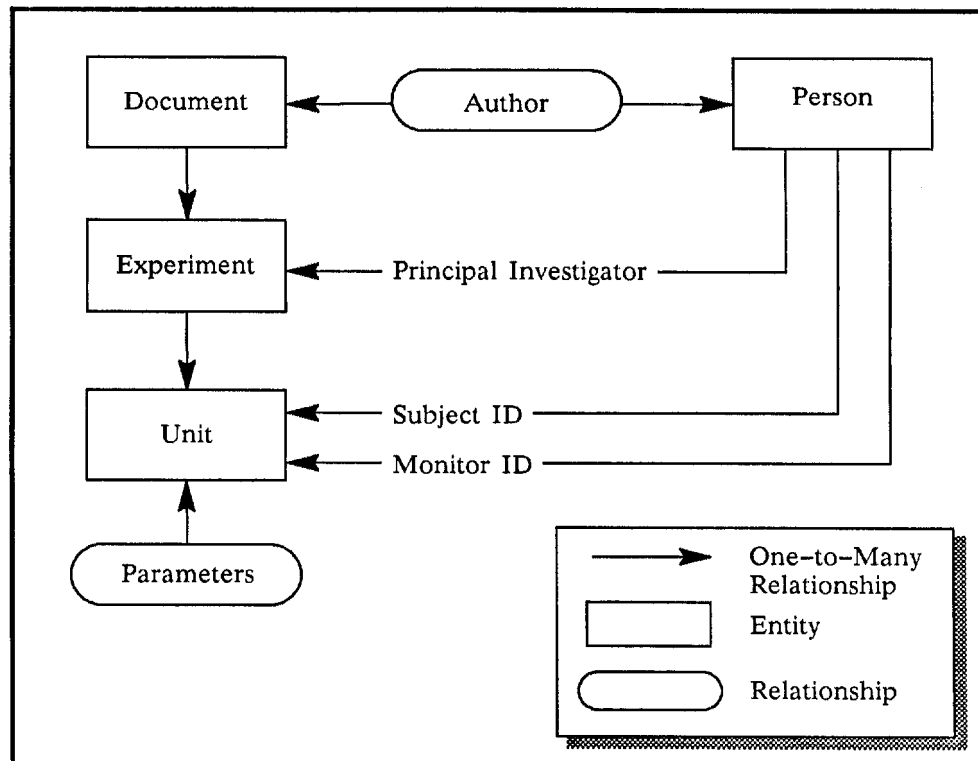 Document
Author
Person
Experiment
Principal Investigator
Unit
Subject ID
Monitor ID
Parameters
One-to-Many
Relationship
Entity
Relationship